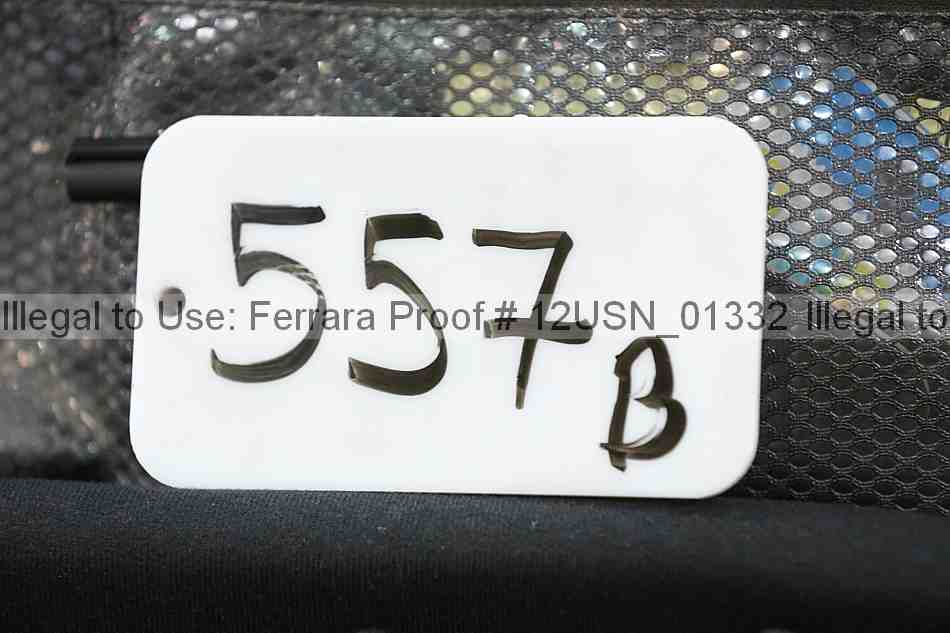 557B
Illegal to Use: Ferrara Proof # 12USN_01332 Illegal to